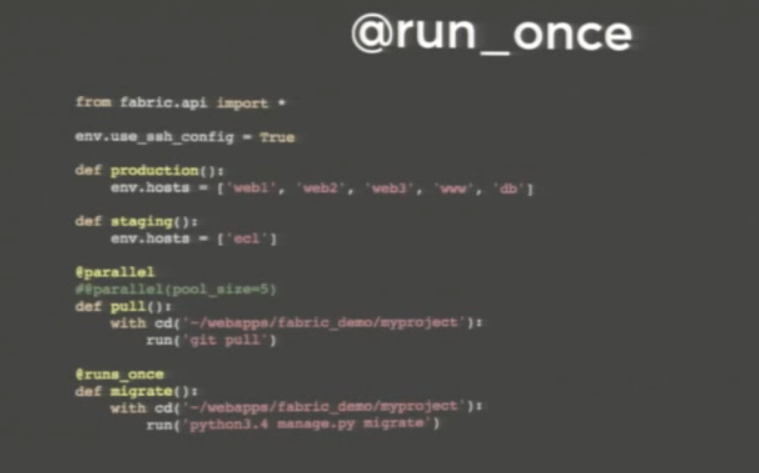 @run_once
from fabric.api import *
env.use_ssh_config = True
def production():
    env.hosts = ['web1', 'web2', 'web3', 'www', 'db']
def staging():
    env.hosts = ['ec1']
@parallel
#@parallel(pool_size=5)
def pull():
    with cd('~/webapps/fabric_demo/myproject'):
        run('git pull')
@runs_once
def migrate():
    with cd('~/webapps/fabric_demo/myproject'):
        run('python3.4 manage.py migrate')